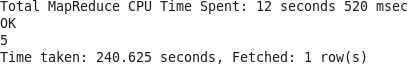 Total MapReduce CPU Time Spent: 12 seconds 520 msec
OK
5
Time taken: 240.625 seconds, Fetched: 1 row(s)